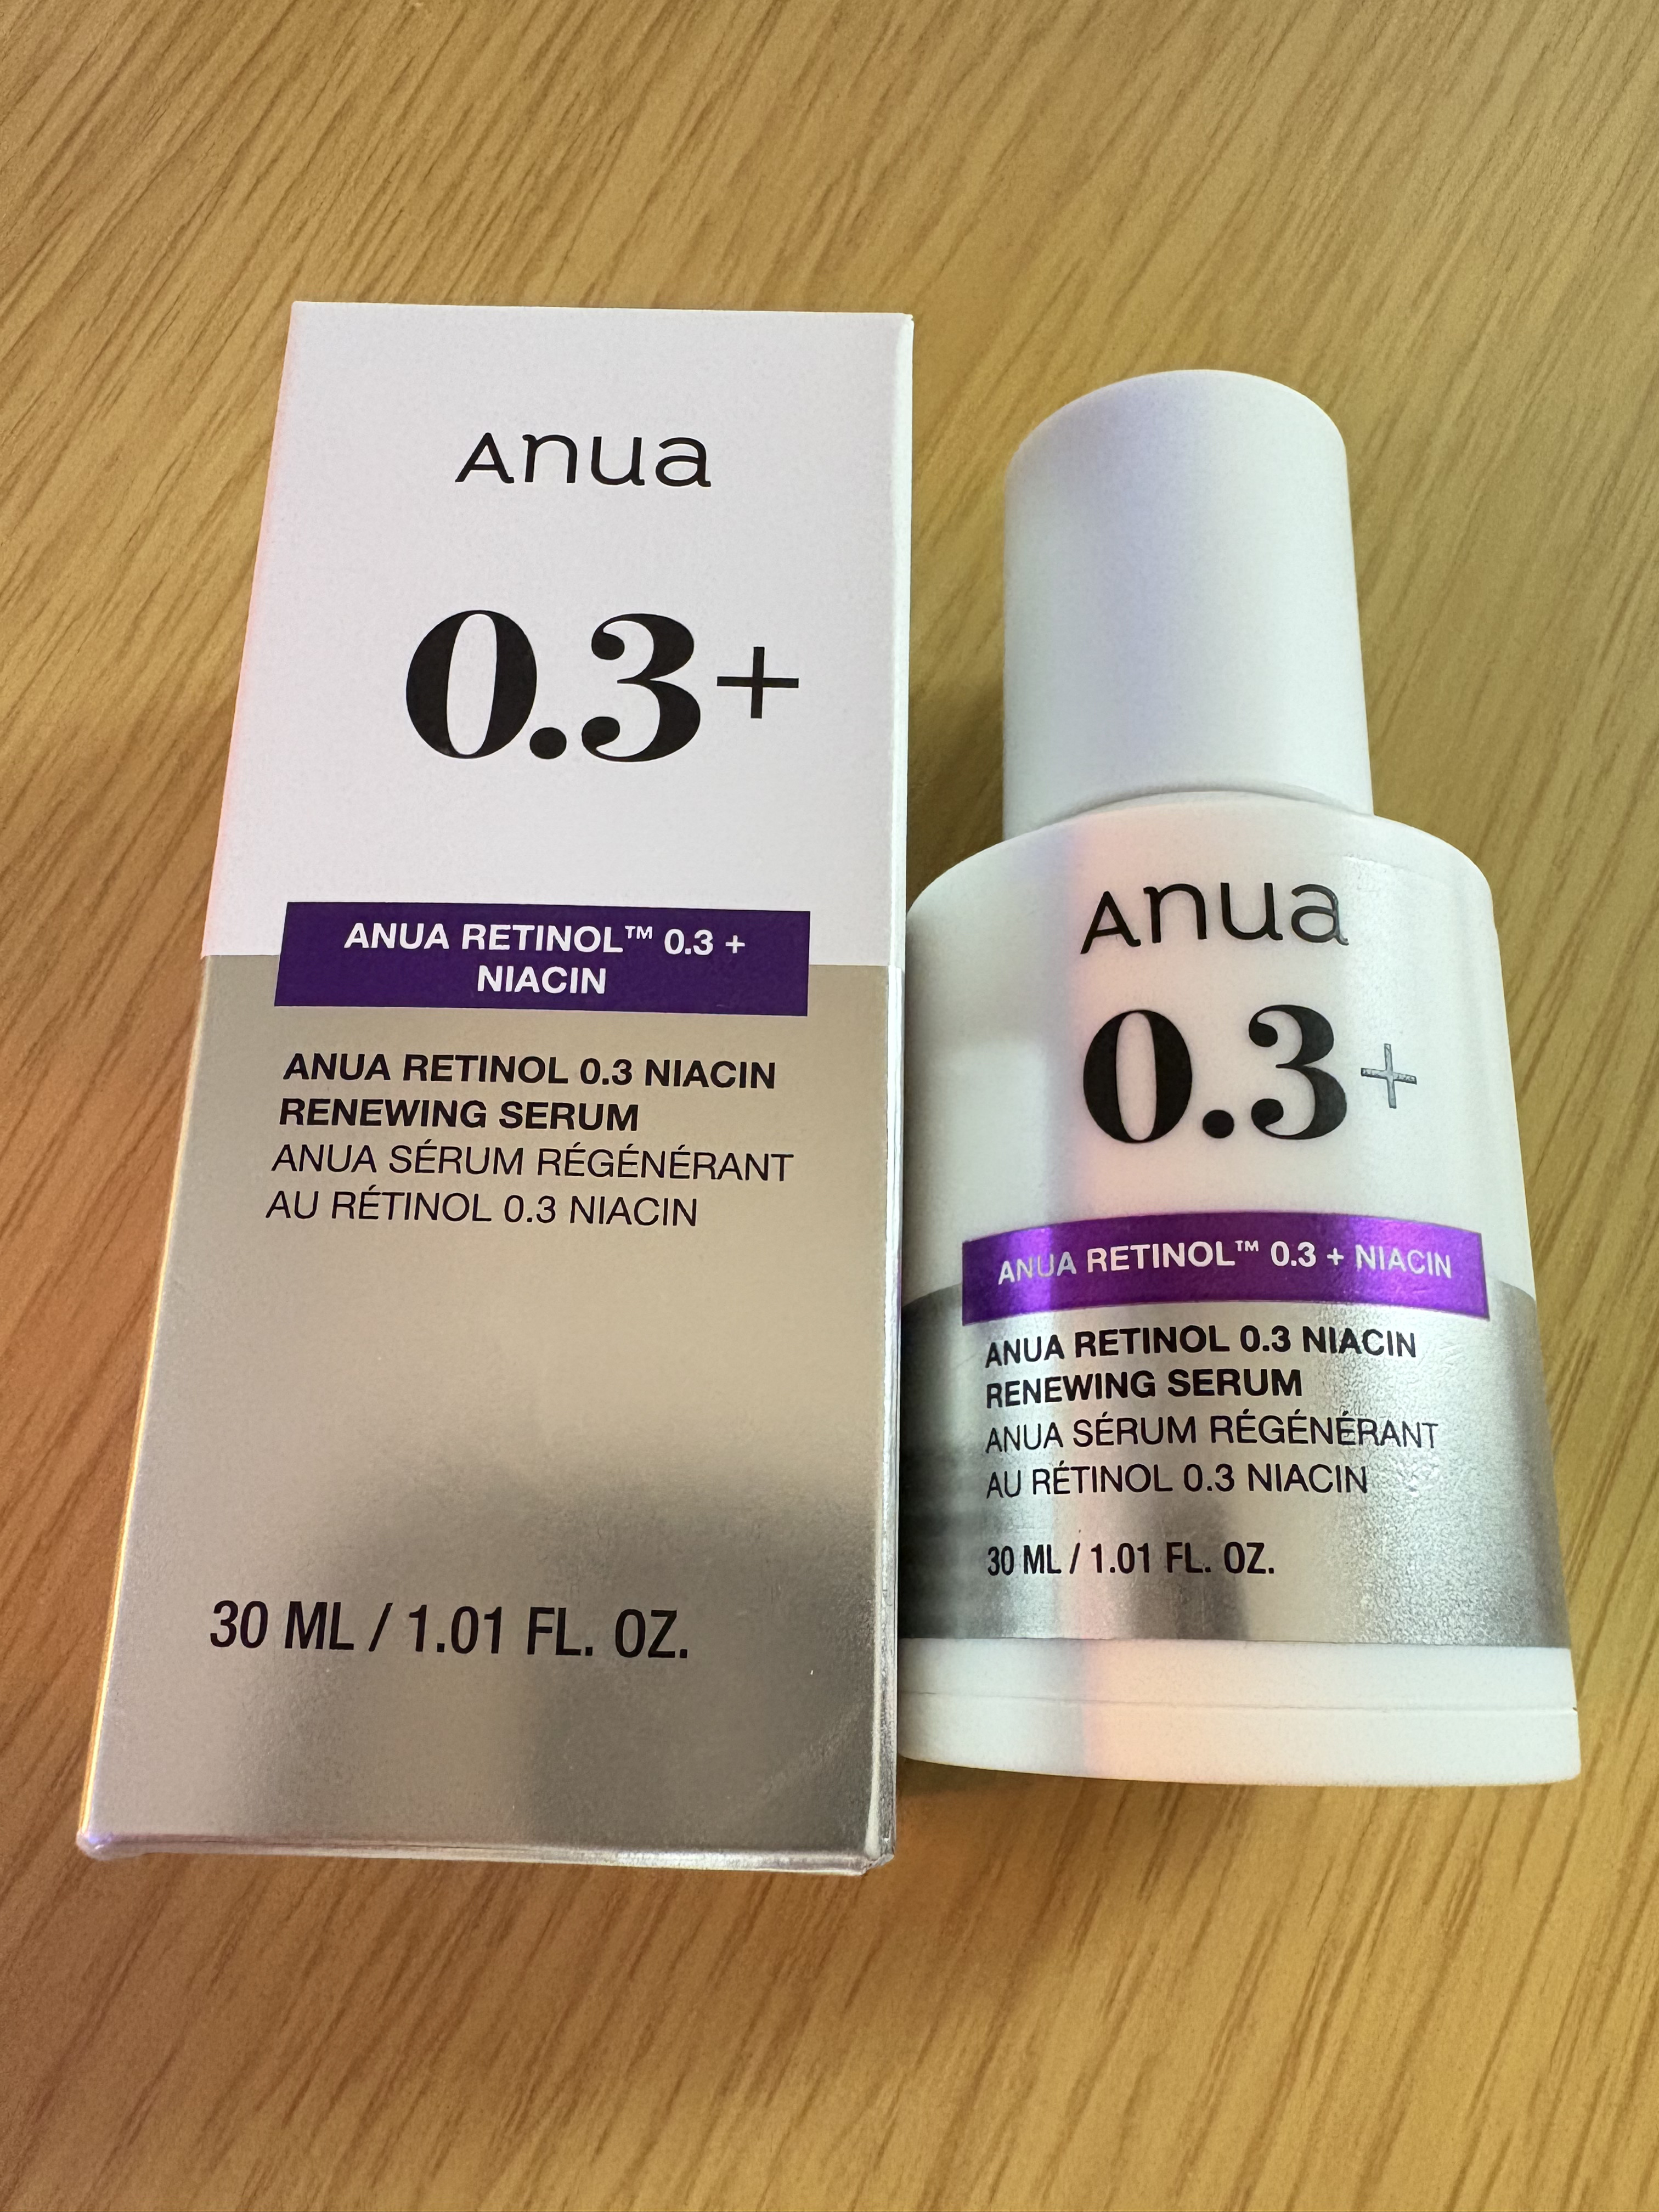 Anua
0.3+
ANUA RETINOL™ 0.3 +
NIACIN
ANUA RETINOL 0.3 NIACIN
RENEWING SERUM
ANUA SÉRUM RÉGÉNÉRANT
AU RÉTINOL 0.3 NIACIN
30 ML / 1.01 FL. OZ.
Anua
0.3+
ANUA RETINOL™ 0.3 + NIACIN
ANUA RETINOL 0.3 NIACIN
RENEWING SERUM
ANUA SÉRUM RÉGÉNÉRANT
AU RÉTINOL 0.3 NIACIN
30 ML / 1.01 FL. OZ.